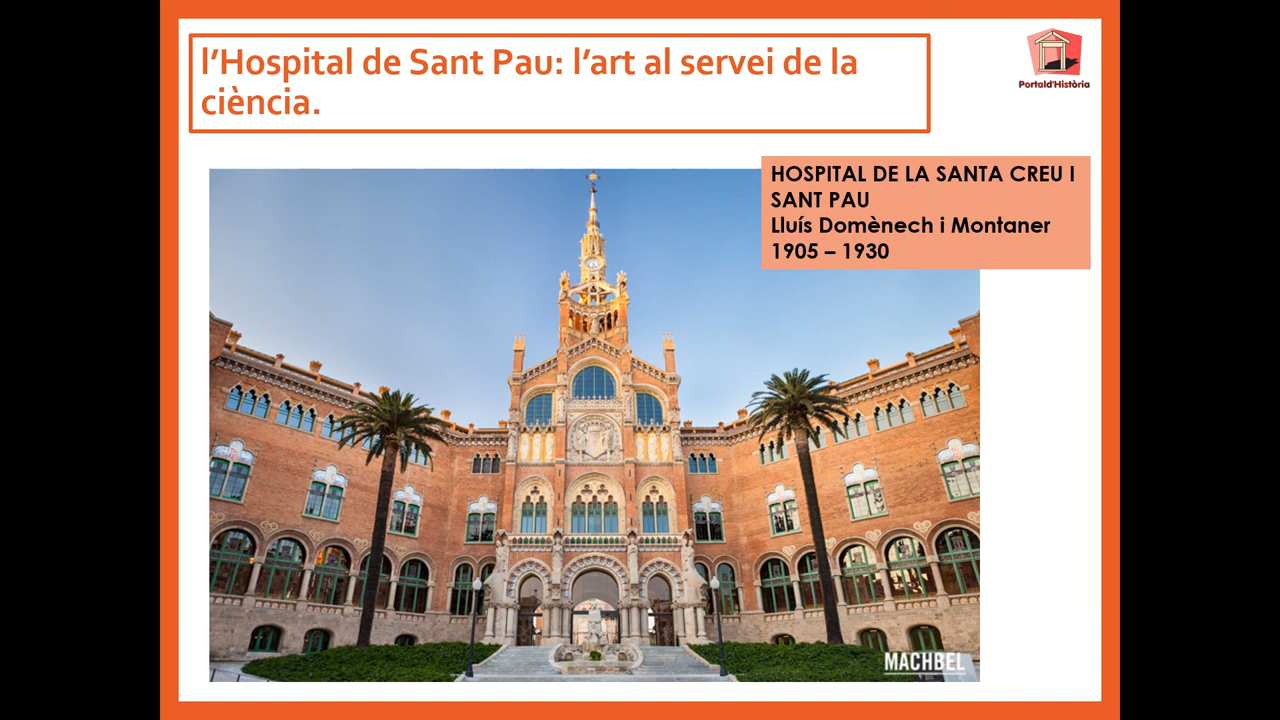 l’Hospital de Sant Pau: l’art al servei de la
ciència.
Portald'Història
HOSPITAL DE LA SANTA CREU I
SANT PAU
Lluís Domènech i Montaner
1905 – 1930
MACHBEL